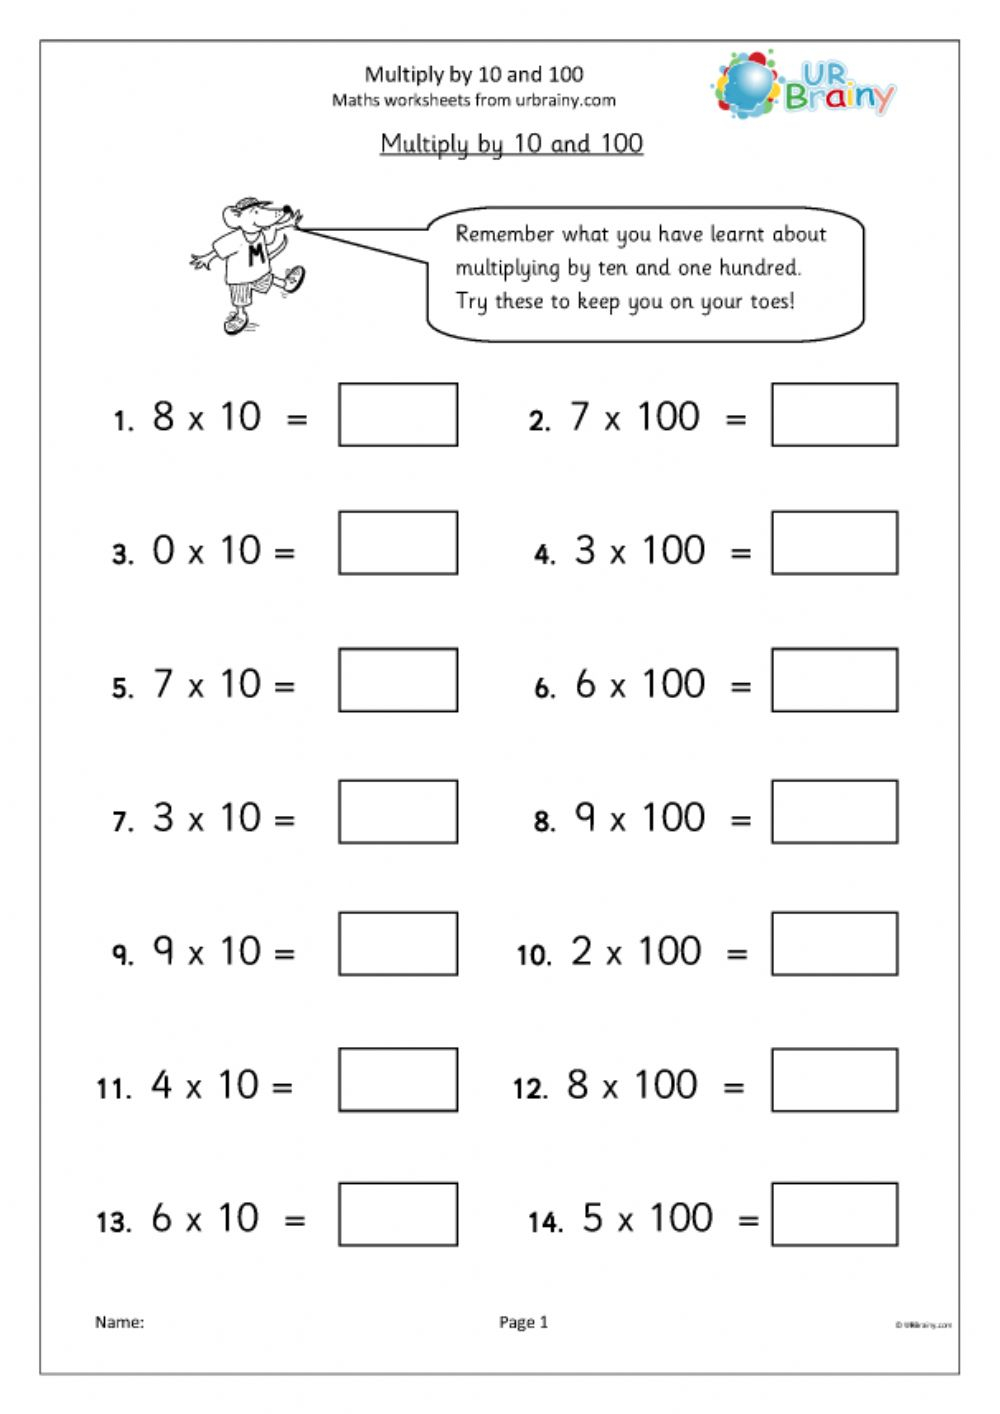 Multiply by 10 and 100
Maths worksheets from urbrainy.com
UR
Brainy
Multiply by 10 and 100
M
Remember what you have learnt about
multiplying by ten and one hundred.
Try these to keep you on your toes!
1. 8 x 10 =
2. 7 x 100 =
3. 0 x 10 =
4. 3 x 100 =
5. 7 x 10 =
6. 6 x 100 =
7. 3 x 10 =
8. 9 x 100 =
9. 9 x 10 =
10. 2 x 100 =
11. 4 x 10 =
12. 8 x 100 =
13. 6 x 10 =
14. 5 x 100 =
Name:
Page 1
© URBrainy.com